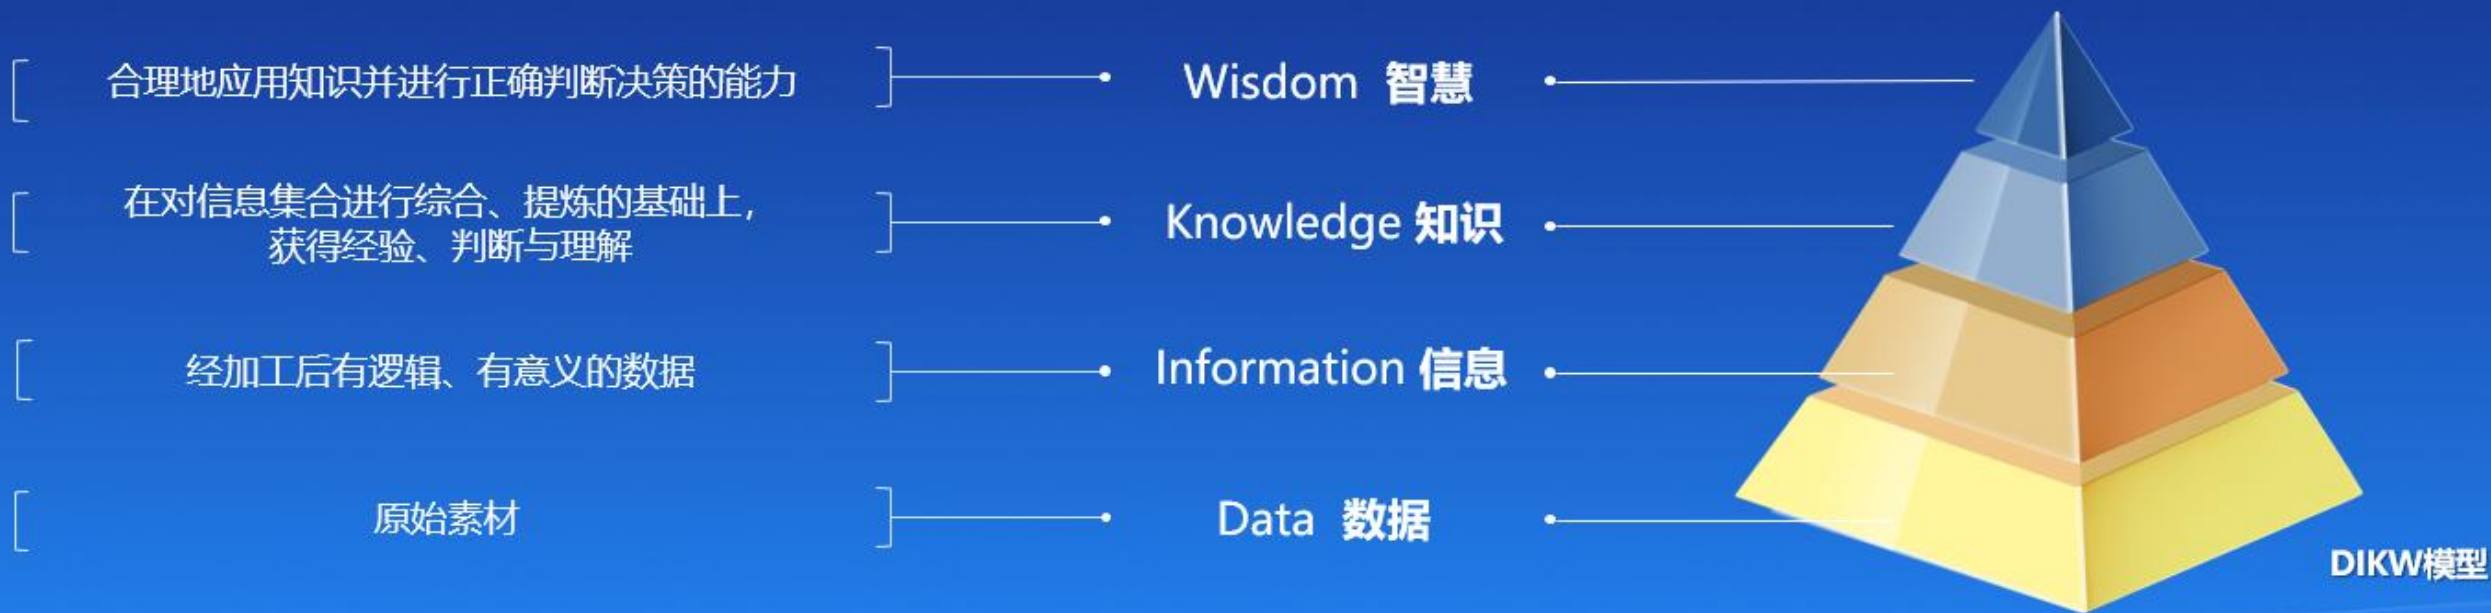 合理地应用知识并进行正确判断决策的能力
Wisdom 智慧
在对信息集合进行综合、提炼的基础上，
获得经验、判断与理解
Knowledge 知识
经加工后有逻辑、有意义的数据
Information 信息
原始素材
Data 数据
DIKW模型